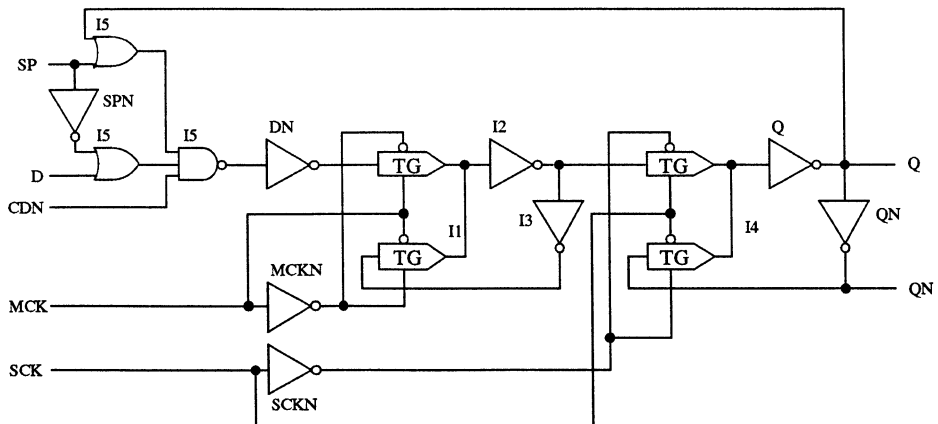 I5
SP
SPN
I5
I5
DN
I2
Q
TG
TG
Q
D
CDN
I3
QN
I1
I4
TG
TG
MCKN
QN
MCK
SCK
SCKN